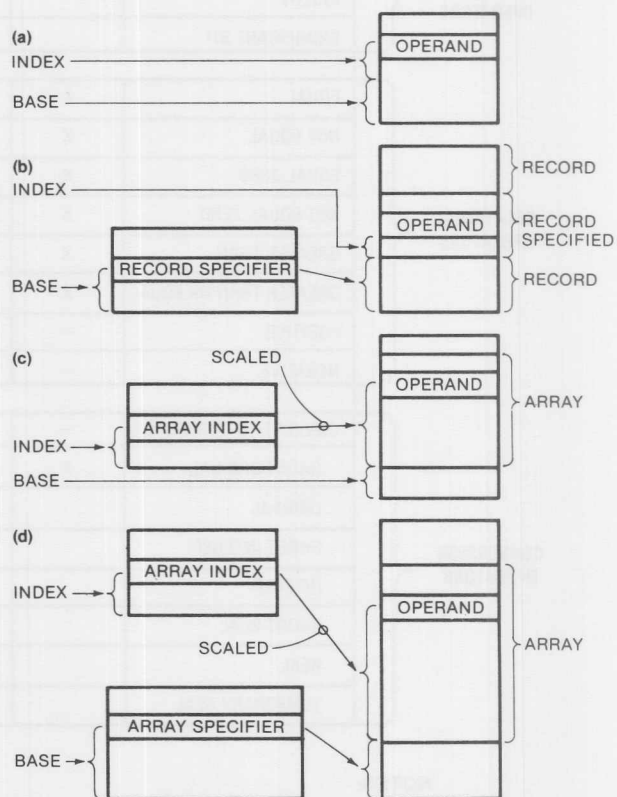 (a)
OPERAND
INDEX
BASE
(b)
RECORD
INDEX
OPERAND
RECORD
SPECIFIED
RECORD SPECIFIER
BASE
RECORD
(c)
SCALED
OPERAND
ARRAY
ARRAY INDEX
INDEX
BASE
(d)
ARRAY INDEX
INDEX
OPERAND
SCALED
ARRAY
ARRAY SPECIFIER
BASE